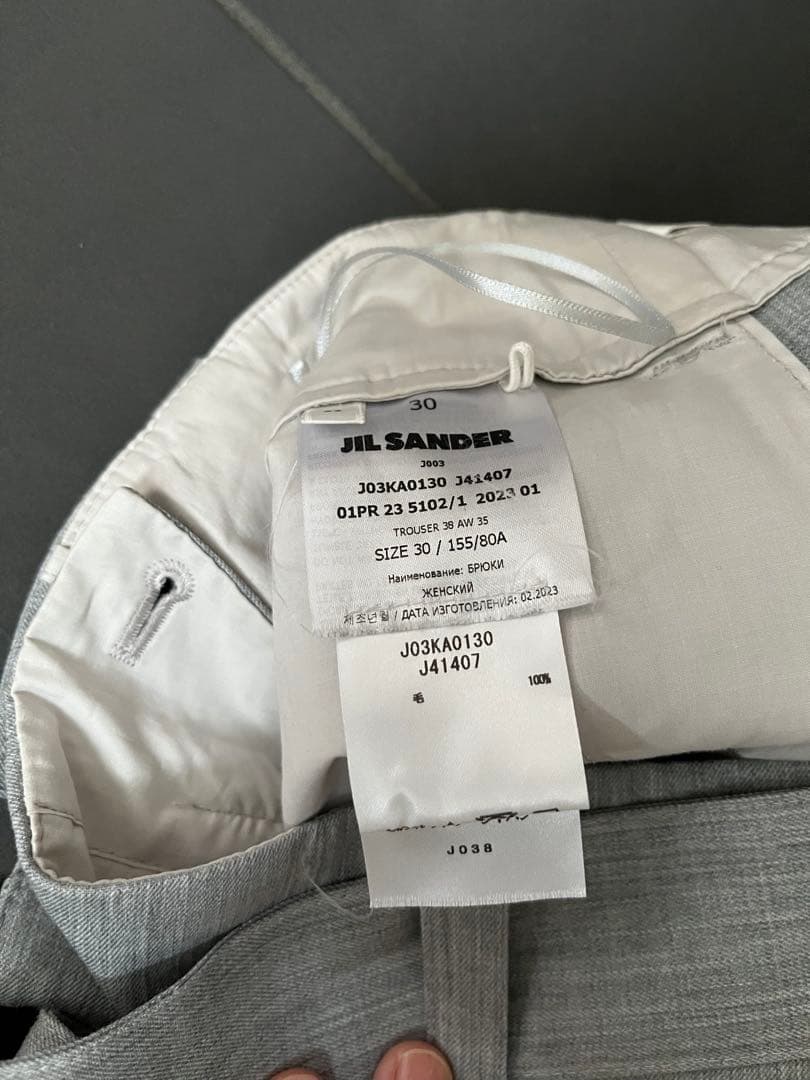 30
JIL SANDER
J003
J03KA0130 J41407
01PR 23 5102/1 2023 01
TROUSER 38 AW 35
SIZE 30 / 155/80A
Наименование: БРЮКИ
ЖЕНСКИЙ
제조년월 / ДАТА ИЗГОТОВЛЕНИЯ: 02.2023
J03KA0130
J41407
毛 100%
J038